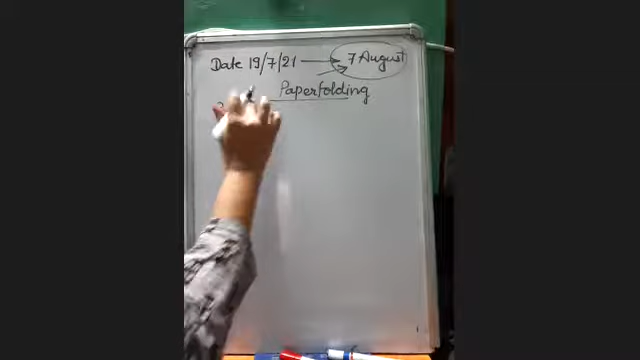 Date 19/7/21 → 7 August
Paperfolding